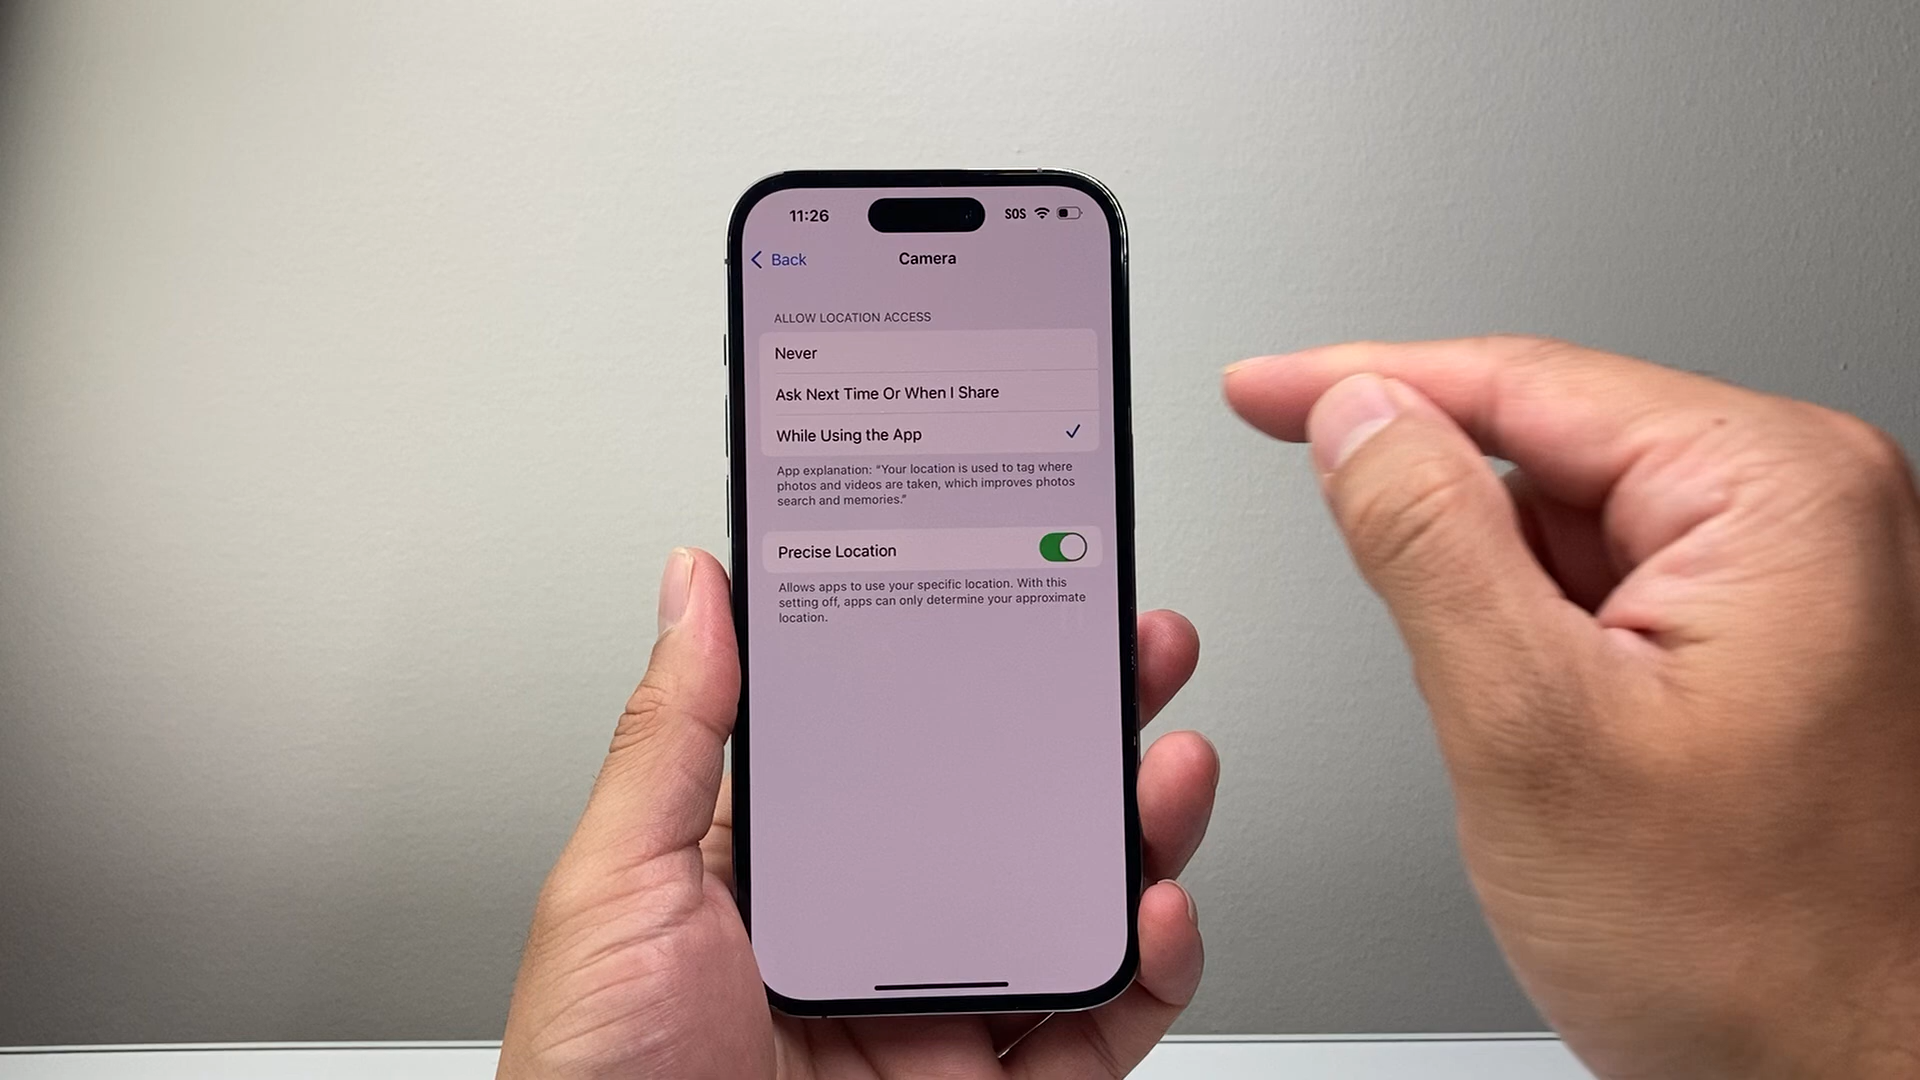 11:26 SOS
Back Camera
ALLOW LOCATION ACCESS
Never
Ask Next Time Or When I Share
While Using the App
App explanation: “Your location is used to tag where
photos and videos are taken, which improves photos
search and memories.”
Precise Location
Allows apps to use your specific location. With this
setting off, apps can only determine your approximate
location.